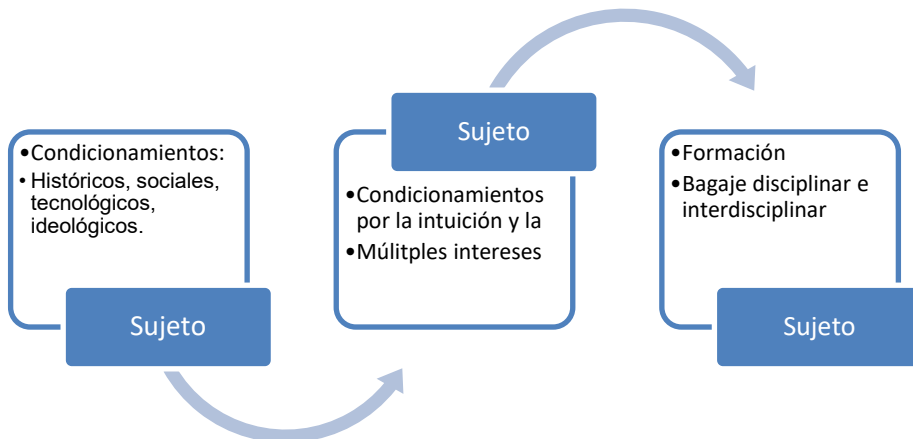 •Condicionamientos:
• Históricos, sociales,
tecnológicos,
ideológicos.
Sujeto
Sujeto
•Condicionamientos
por la intuición y la
•Múlitples intereses
•Formación
•Bagaje disciplinar e
interdisciplinar
Sujeto